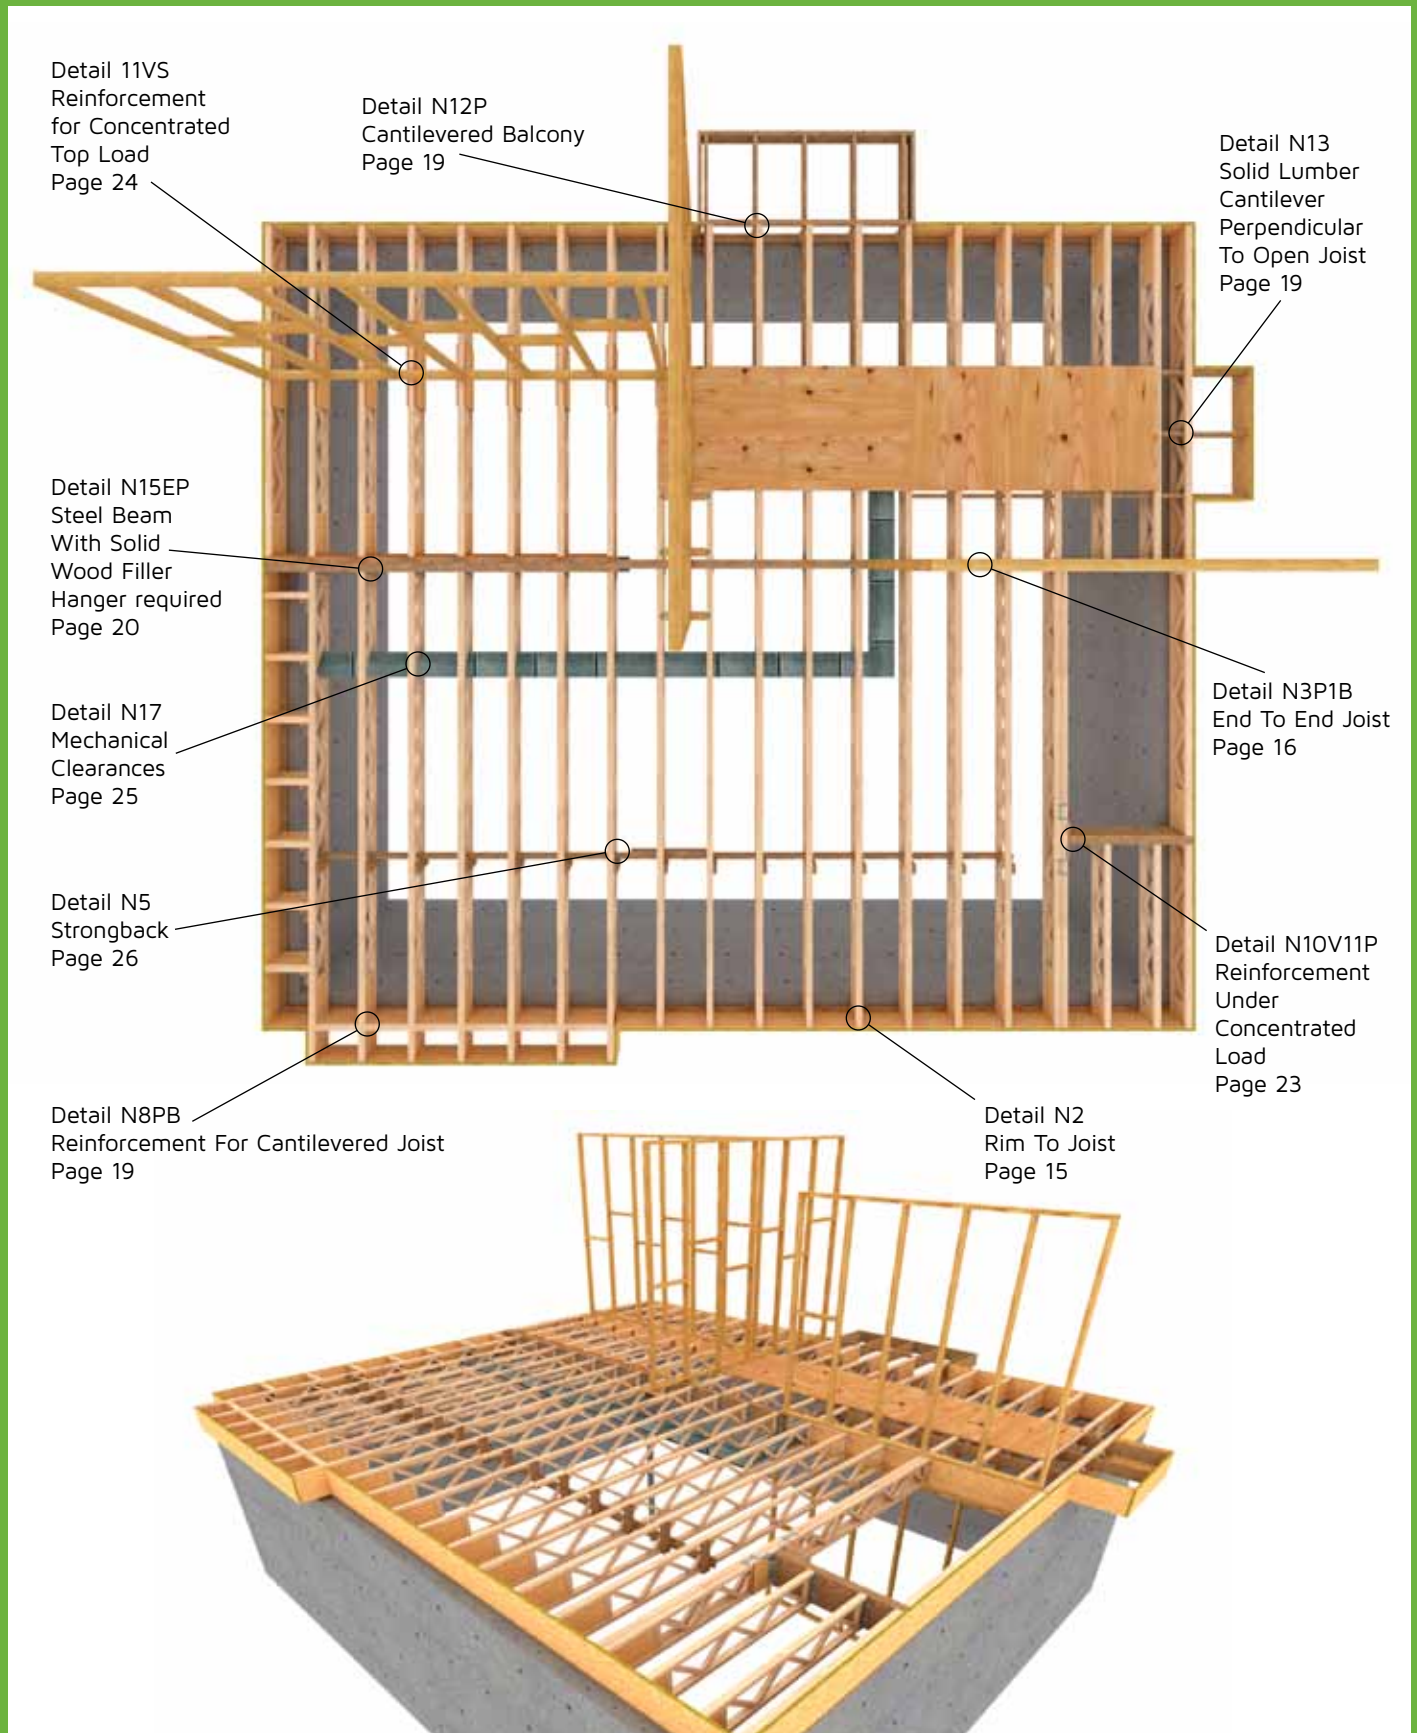 Detail 11VS
Reinforcement
for Concentrated
Top Load
Page 24
Detail N12P
Cantilevered Balcony
Page 19
Detail N13
Solid Lumber
Cantilever
Perpendicular
To Open Joist
Page 19
Detail N15EP
Steel Beam
With Solid
Wood Filler
Hanger required
Page 20
Detail N3P1B
End To End Joist
Page 16
Detail N17
Mechanical
Clearances
Page 25
Detail N5
Strongback
Page 26
Detail N10V11P
Reinforcement
Under
Concentrated
Load
Page 23
Detail N8PB
Reinforcement For Cantilevered Joist
Page 19
Detail N2
Rim To Joist
Page 15